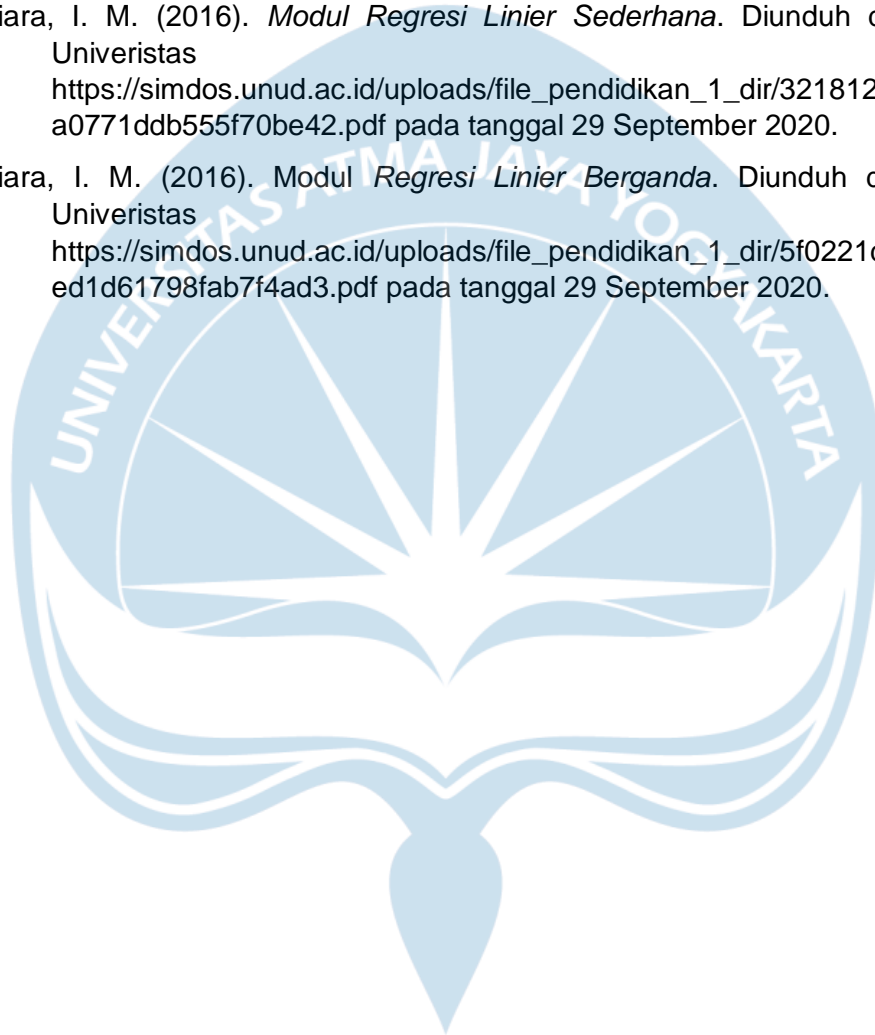 iara, I. M. (2016). Modul Regresi Linier Sederhana. Diunduh
Univeristas
https://simdos.unud.ac.id/uploads/file_pendidikan_1_dir/321812
a0771ddb555f70be42.pdf pada tanggal 29 September 2020.
iara, I. M. (2016). Modul Regresi Linier Berganda. Diunduh
Univeristas
https://simdos.unud.ac.id/uploads/file_pendidikan_1_dir/5f0221
ed1d61798fab7f4ad3.pdf pada tanggal 29 September 2020.
UNIVERSITAS ATMA JAYA YOGYAKARTA